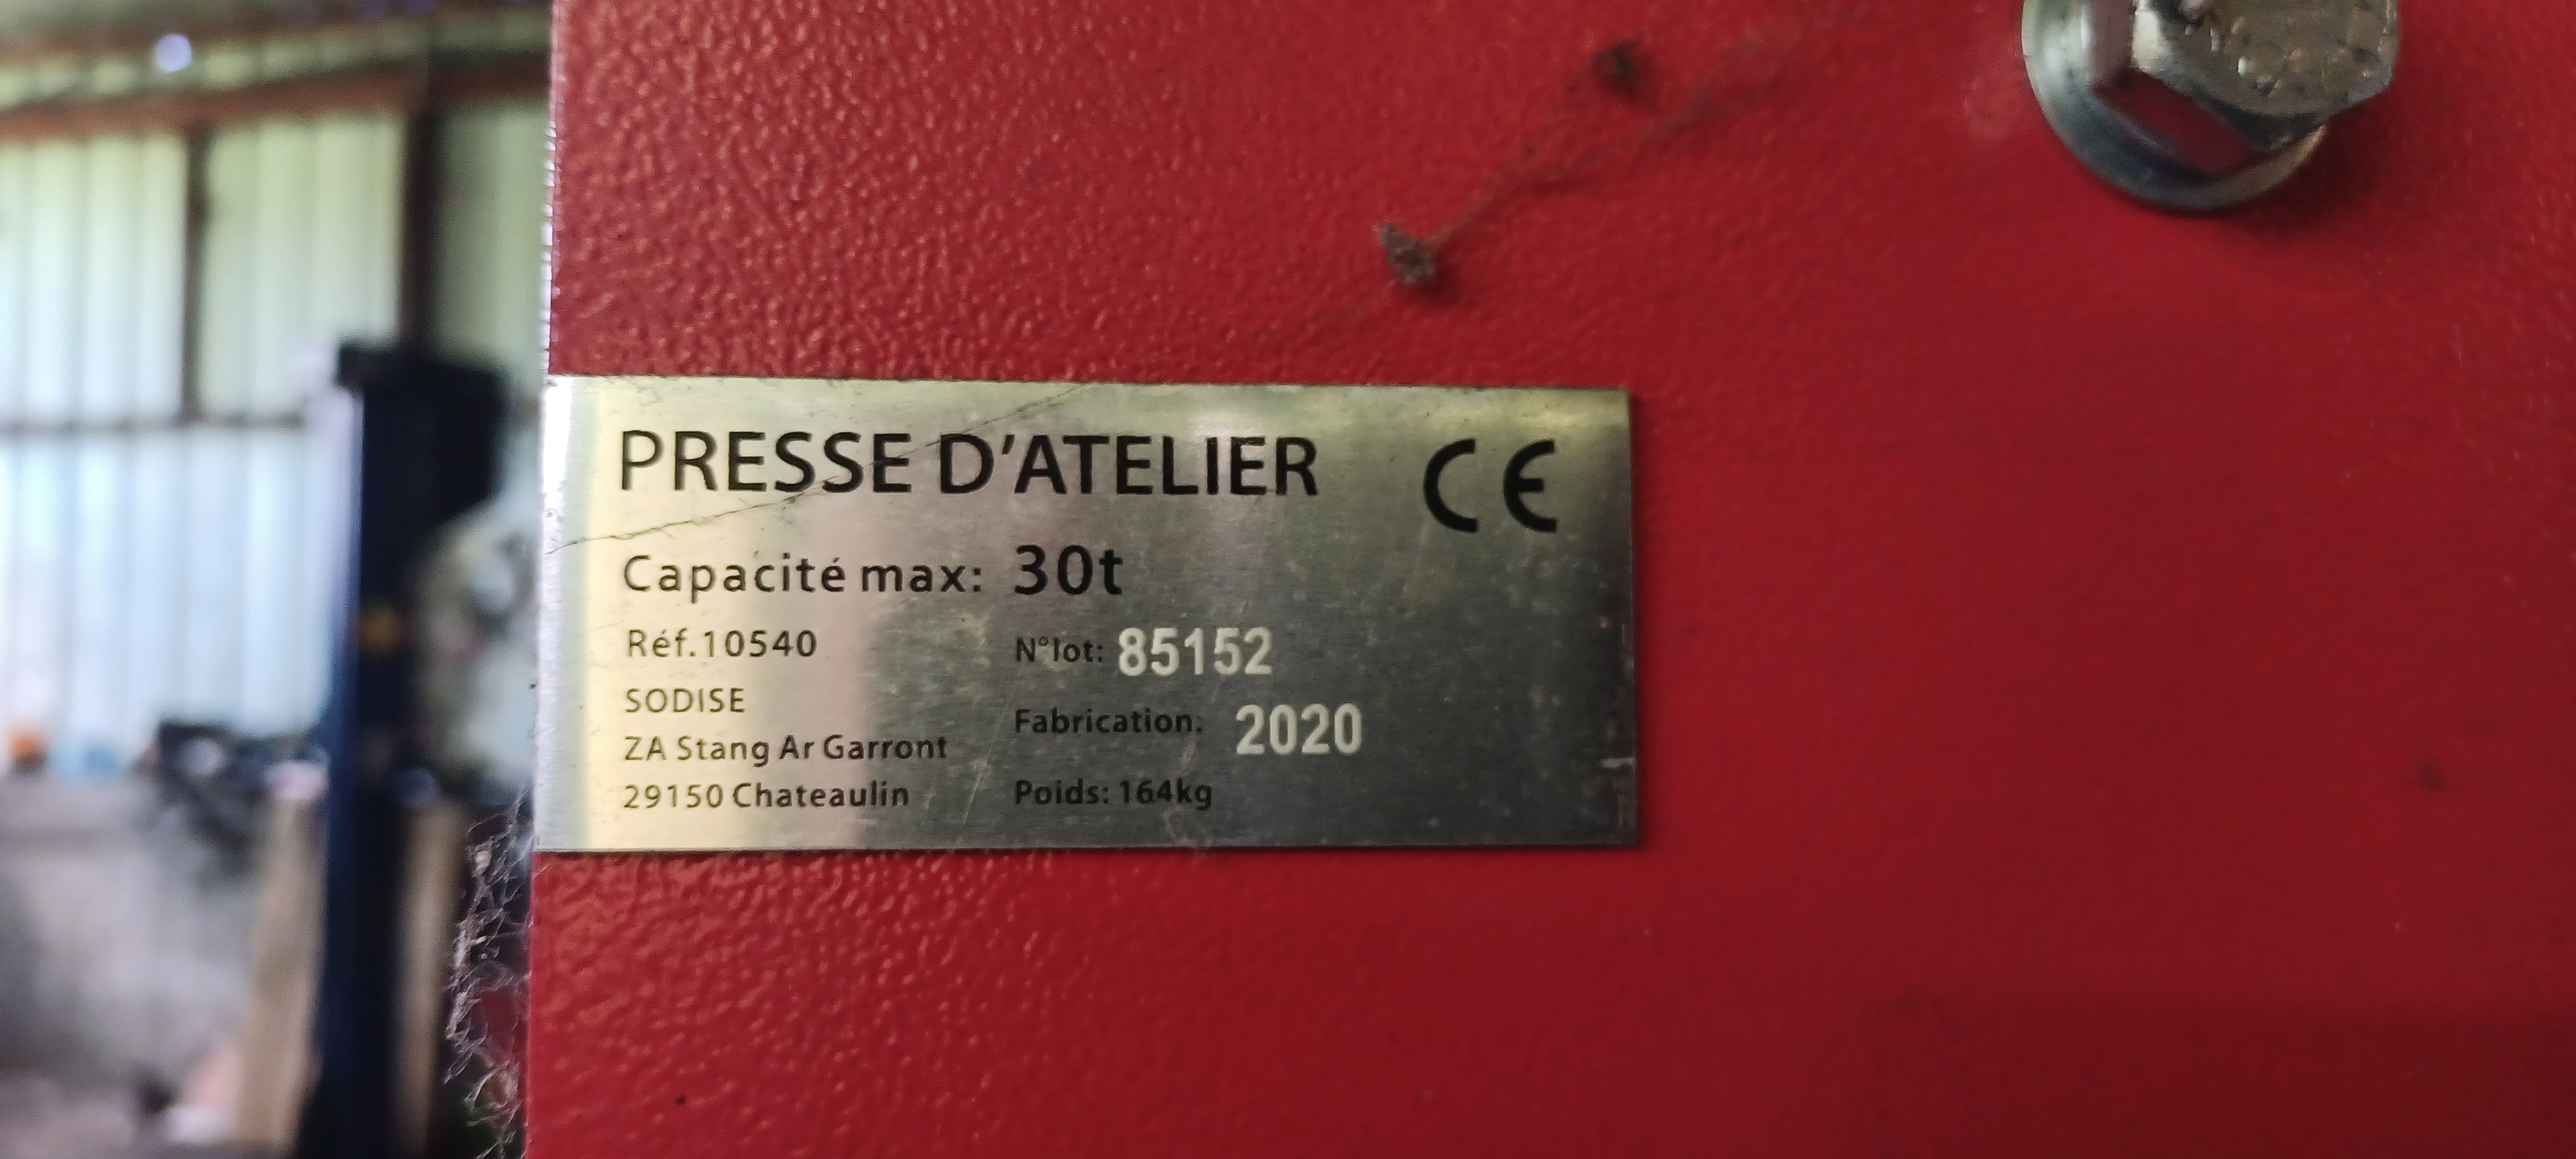 PRESSE D'ATELIER CE
Capacité max: 30t
Réf.10540
SODISE
ZA Stang Ar Garront
29150 Chateaulin
N°lot: 85152
Fabrication: 2020
Poids: 164kg